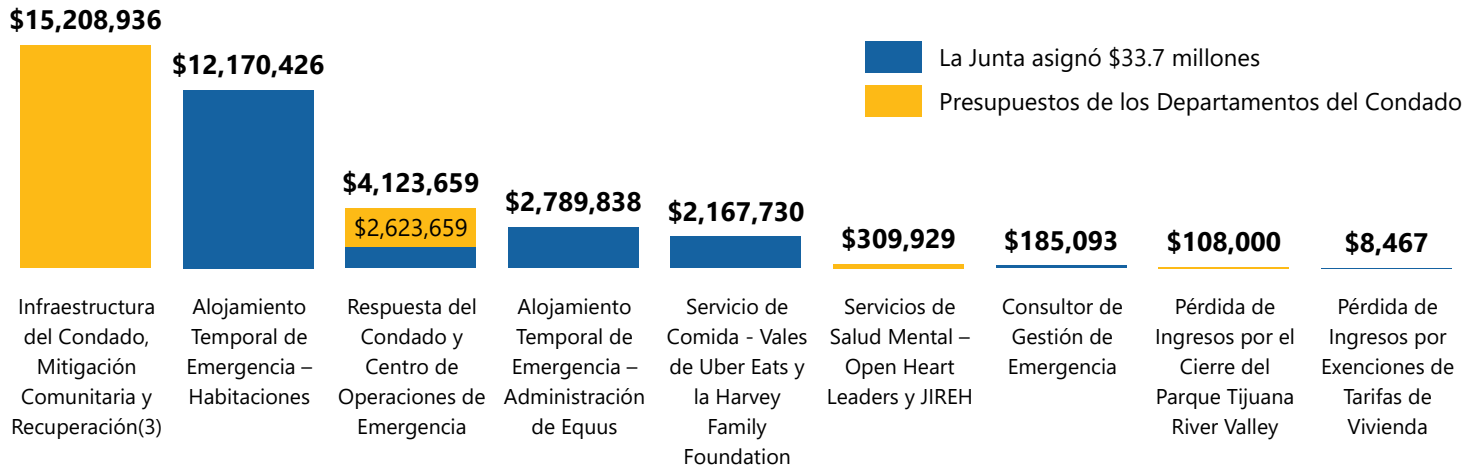 $15,208,936
$12,170,426
$4,123,659
$2,623,659
$2,789,838
$2,167,730
$309,929
$185,093
$108,000
$8,467
La Junta asignó $33.7 millones
Presupuestos de los Departamentos del Condado
Infraestructura
del Condado,
Mitigación
Comunitaria y
Recuperación(3)
Alojamiento
Temporal de
Emergencia –
Habitaciones
Respuesta del
Condado y
Centro de
Operaciones de
Emergencia
Alojamiento
Temporal de
Emergencia –
Administración
de Equus
Servicio de
Comida - Vales
de Uber Eats y
la Harvey
Family
Foundation
Servicios de
Salud Mental –
Open Heart
Leaders y JIREH
Consultor de
Gestión de
Emergencia
Pérdida de
Ingresos por el
Cierre del
Parque Tijuana
River Valley
Pérdida de
Ingresos por
Exenciones de
Tarifas de
Vivienda